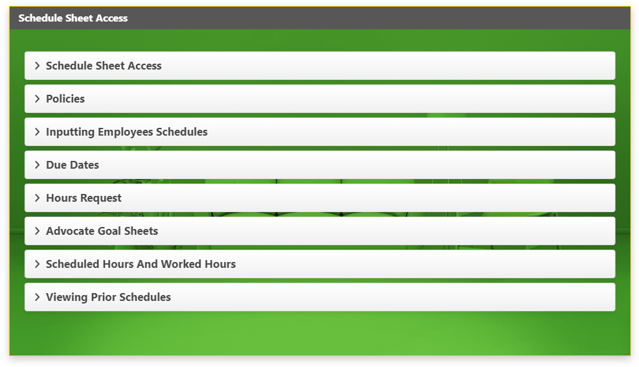 Schedule Sheet Access
Schedule Sheet Access
Policies
Inputting Employees Schedules
Due Dates
Hours Request
Advocate Goal Sheets
Scheduled Hours And Worked Hours
Viewing Prior Schedules